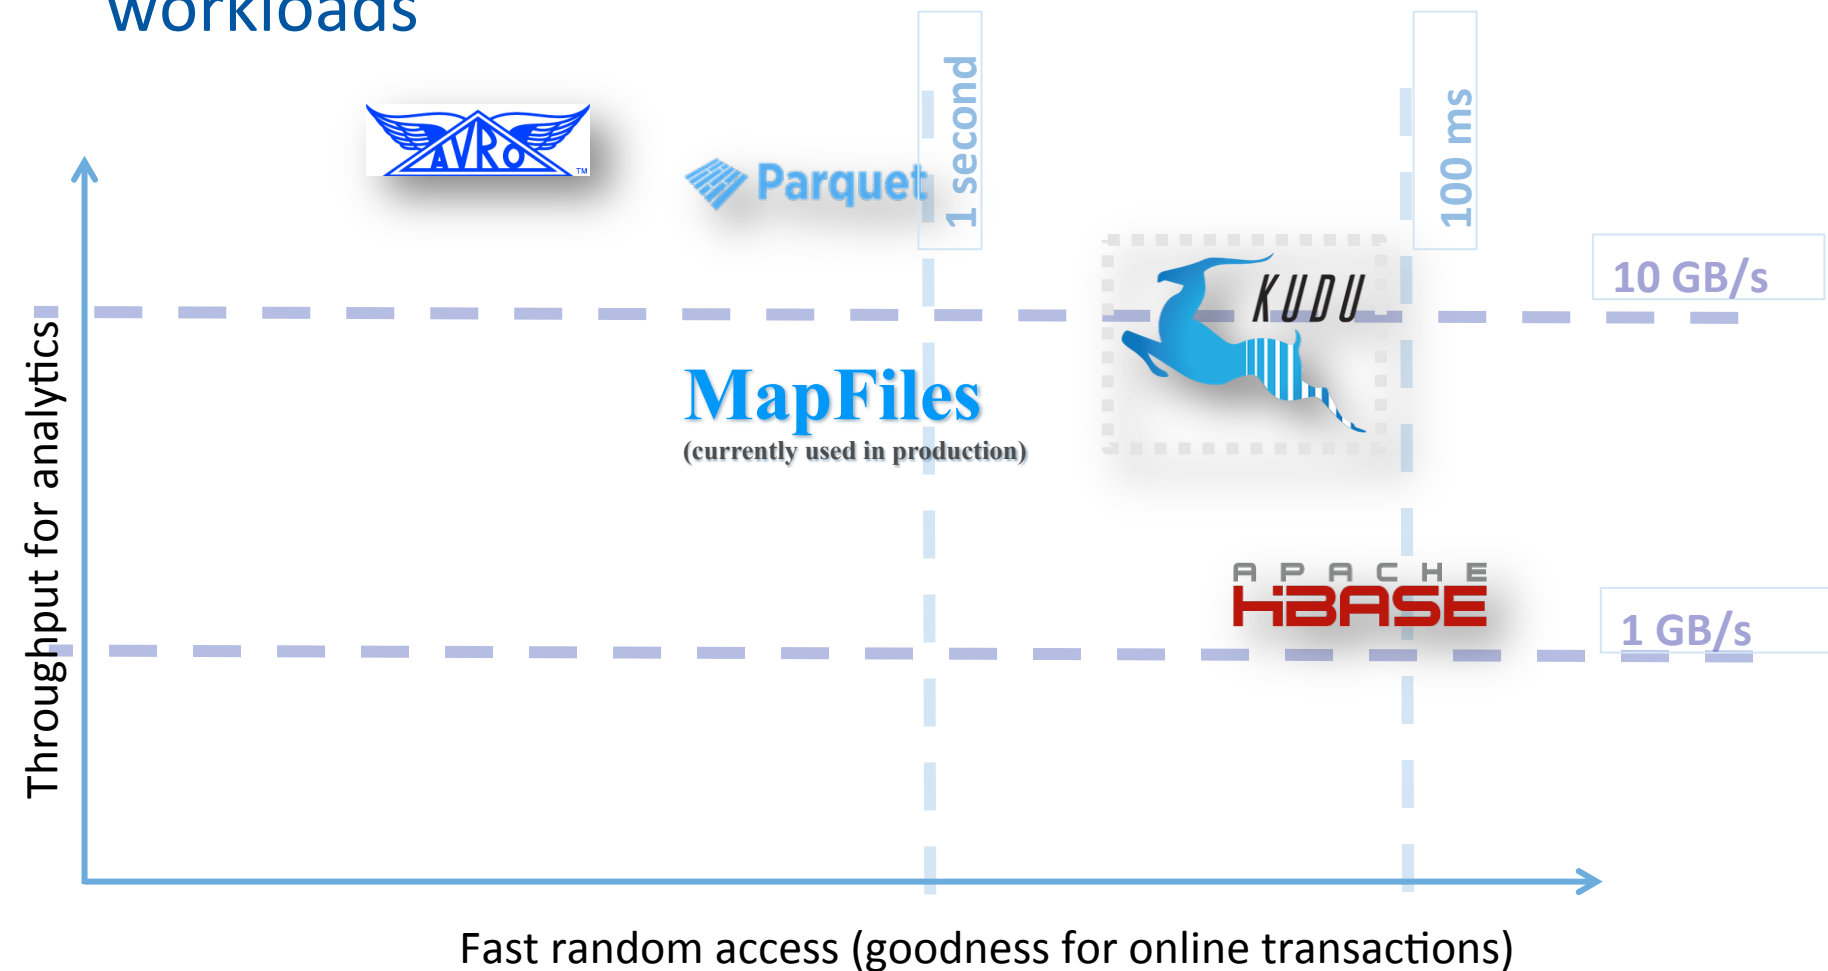 workloads
AVRO TM
Parquet
1 second
100 ms
10 GB/s
KUDU
MapFiles
(currently used in production)
APACHE
HBASE
1 GB/s
Throughput for analytics
Fast random access (goodness for online transactions)